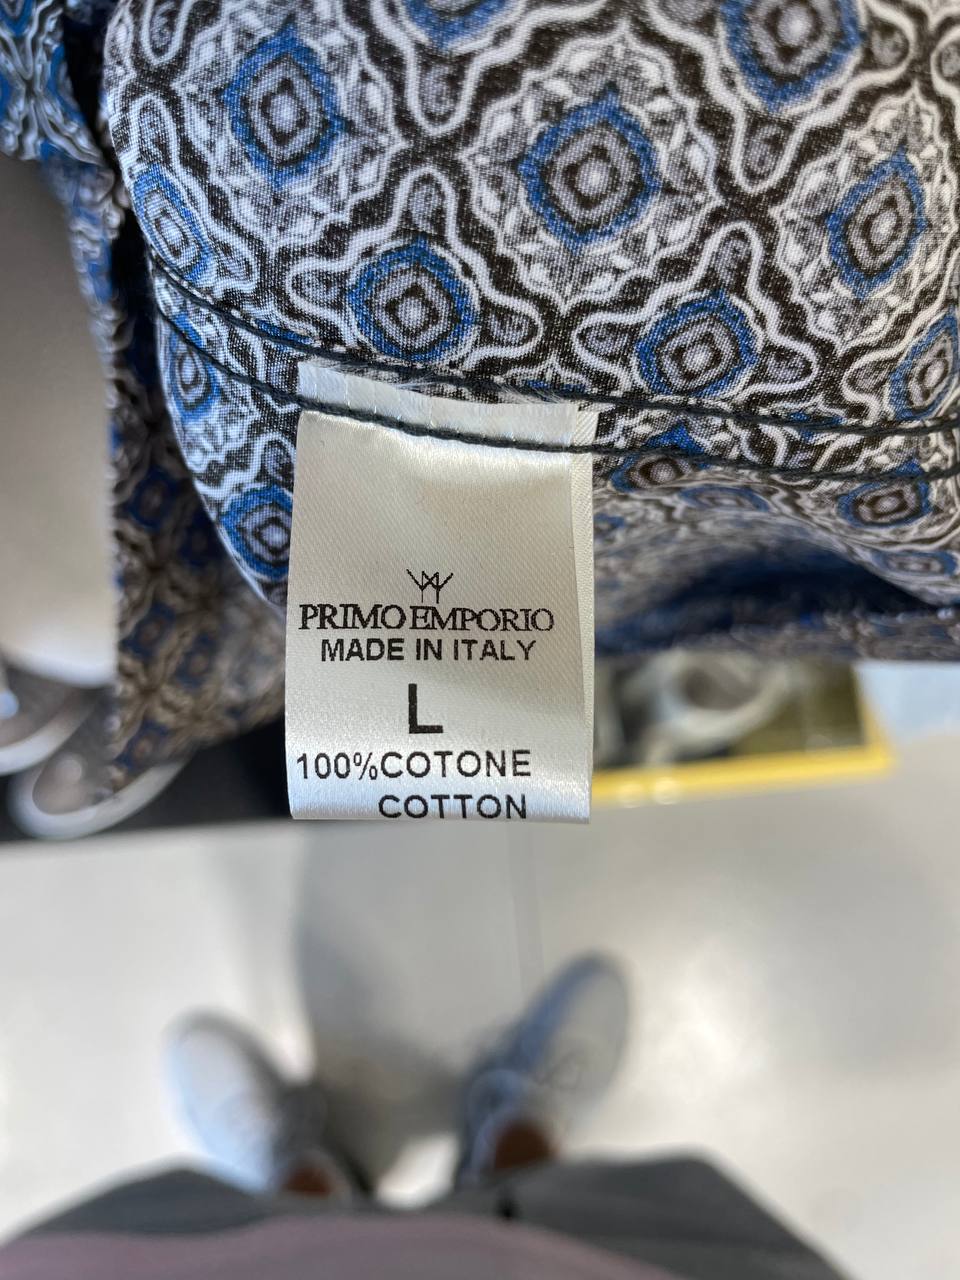 PRIMO EMPORIO
MADE IN ITALY
L
100%COTONE
COTTON